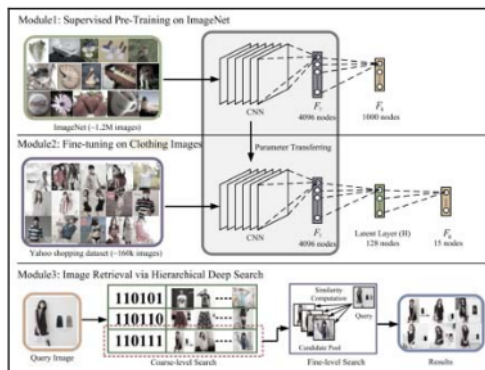 Module1: Supervised Pre-Training on ImageNet
ImageNet (~1.2M images)
CNN
F₇
4096 nodes
F₈
1000 nodes
Parameter Transferring
Module2: Fine-tuning on Clothing Images
Yahoo shopping dataset (~160k images)
CNN
F₇
4096 nodes
Latent Layer (H)
128 nodes
F₈
15 nodes
Module3: Image Retrieval via Hierarchical Deep Search
Query Image
110101
110110
110111
Coarse-level Search
Similarity
Computation
Query
Candidate Pool
Fine-level Search
Results